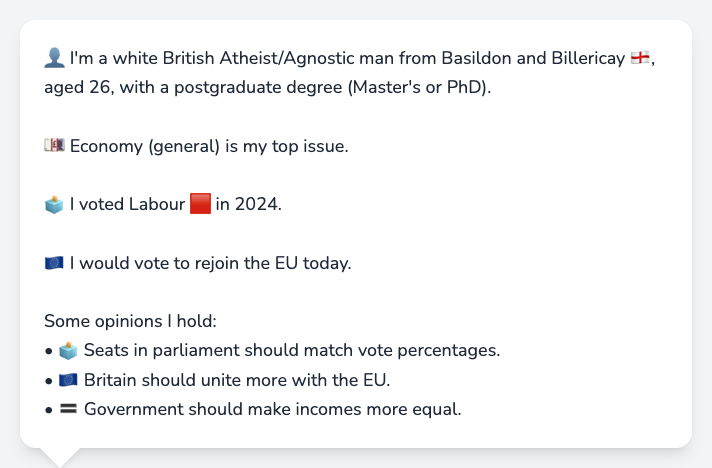 👤 I'm a white British Atheist/Agnostic man from Basildon and Billericay 🏴󠁧󠁢󠁥󠁮󠁧󠁿,
aged 26, with a postgraduate degree (Master's or PhD).
💷 Economy (general) is my top issue.
🗳️ I voted Labour 🟥 in 2024.
🇪🇺 I would vote to rejoin the EU today.
Some opinions I hold:
• 🗳️ Seats in parliament should match vote percentages.
• 🇪🇺 Britain should unite more with the EU.
• 🟰 Government should make incomes more equal.